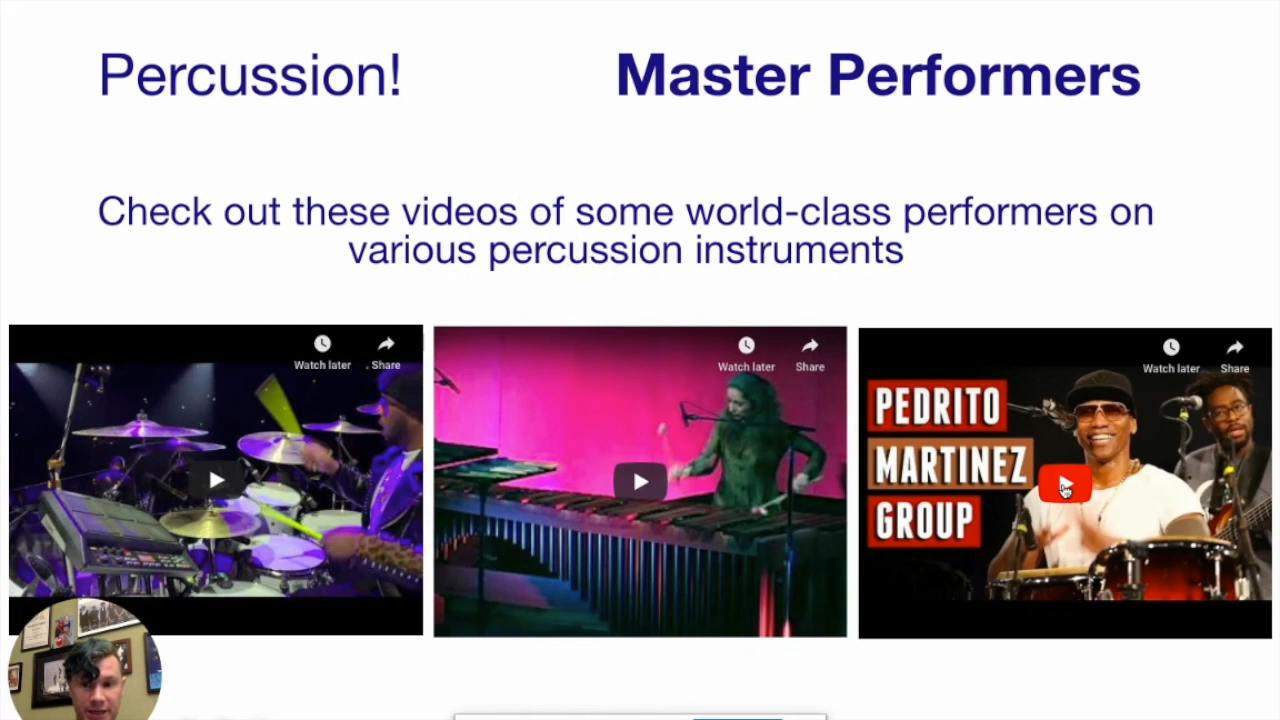 Percussion!
Master Performers
Check out these videos of some world-class performers on
various percussion instruments
Watch later
Share
Watch later
Share
Watch later
Share
PEDRITO
MARTINEZ
GROUP